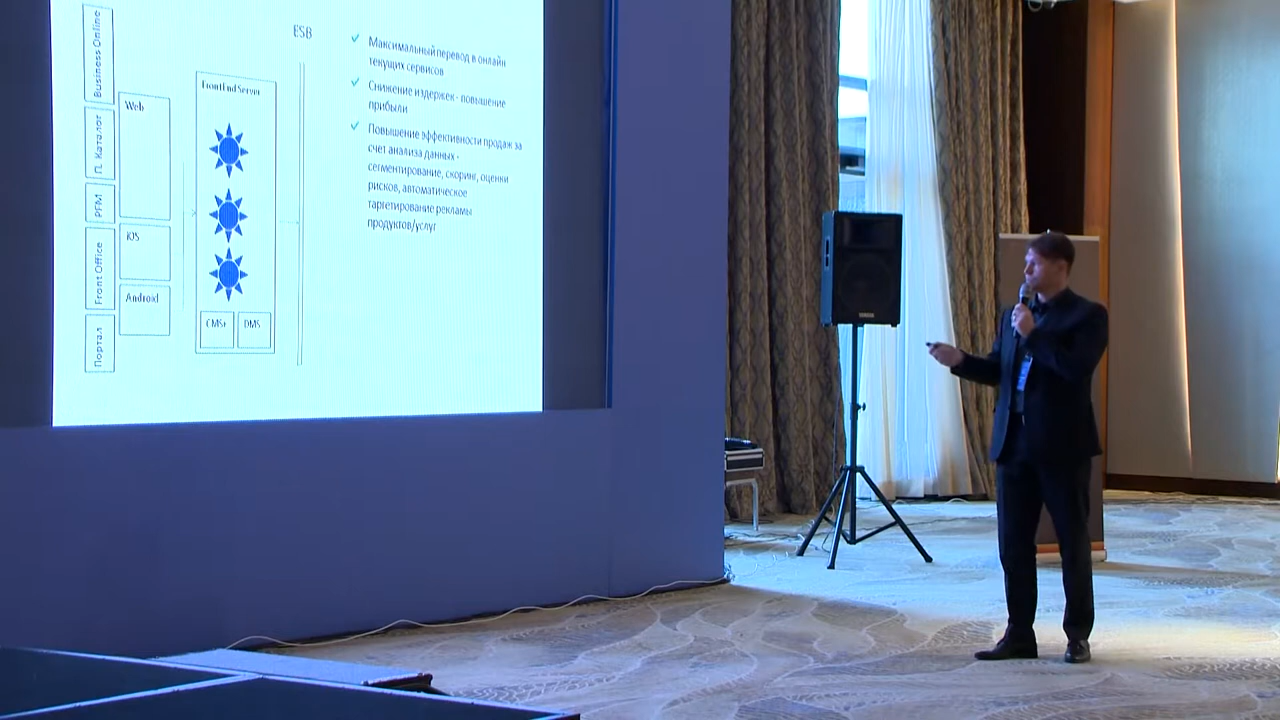 Business Online
П. Каталог
PFM
Front Office
Портал
Web
iOS
Android
FrontEnd Server
CMS+
DMS
ESB
Максимальный перевод в онлайн
текущих сервисов
Снижение издержек - повышение
прибыли
Повышение эффективности продаж за
счет анализа данных -
сегментирование, скоринг, оценки
рисков, автоматическое
таргетирование рекламы
продуктов/услуг
YAMAHA